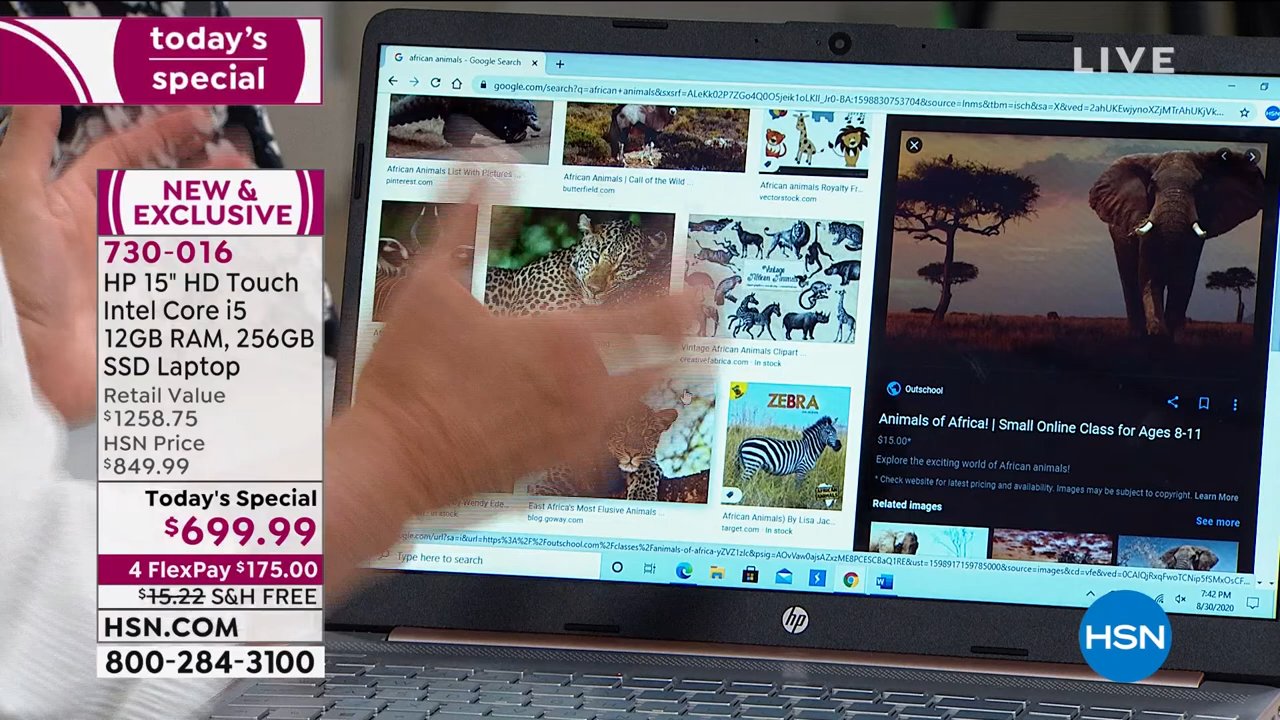 today's
special
LIVE
NEW &
EXCLUSIVE
730-016
HP 15" HD Touch
Intel Core i5
12GB RAM, 256GB
SSD Laptop
Retail Value
$1258.75
HSN Price
$849.99
Today's Special
$699.99
4 FlexPay $175.00
$15.22 S&H FREE
HSN.COM
800-284-3100
african animals - Google Search
HSN
African Animals List With Pictures ...
pinterest.com
African Animals | Call of the Wild ...
butterfield.com
African animals Royalty Fr...
vectorstock.com
Vintage African Animals Clipart ...
creativefabrica.com · In stock
ZEBRA
East Africa's Most Elusive Animals ...
blog.goway.com
African Animals) By Lisa Jac...
target.com · In stock
Outschool
Animals of Africa! | Small Online Class for Ages 8-11
$15.00*
Explore the exciting world of African animals!
* Check website for latest pricing and availability. Images may be subject to copyright. Learn More
Related images
See more
Type here to search
7:42 PM
8/30/2020
hp
HSN